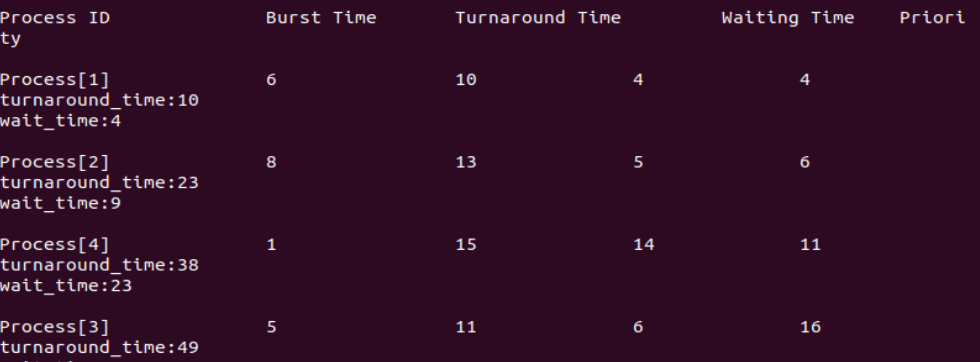 Process ID Burst Time Turnaround Time Waiting Time Priori
ty
Process[1] 6 10 4 4
turnaround_time:10
wait_time:4
Process[2] 8 13 5 6
turnaround_time:23
wait_time:9
Process[4] 1 15 14 11
turnaround_time:38
wait_time:23
Process[3] 5 11 6 16
turnaround_time:49